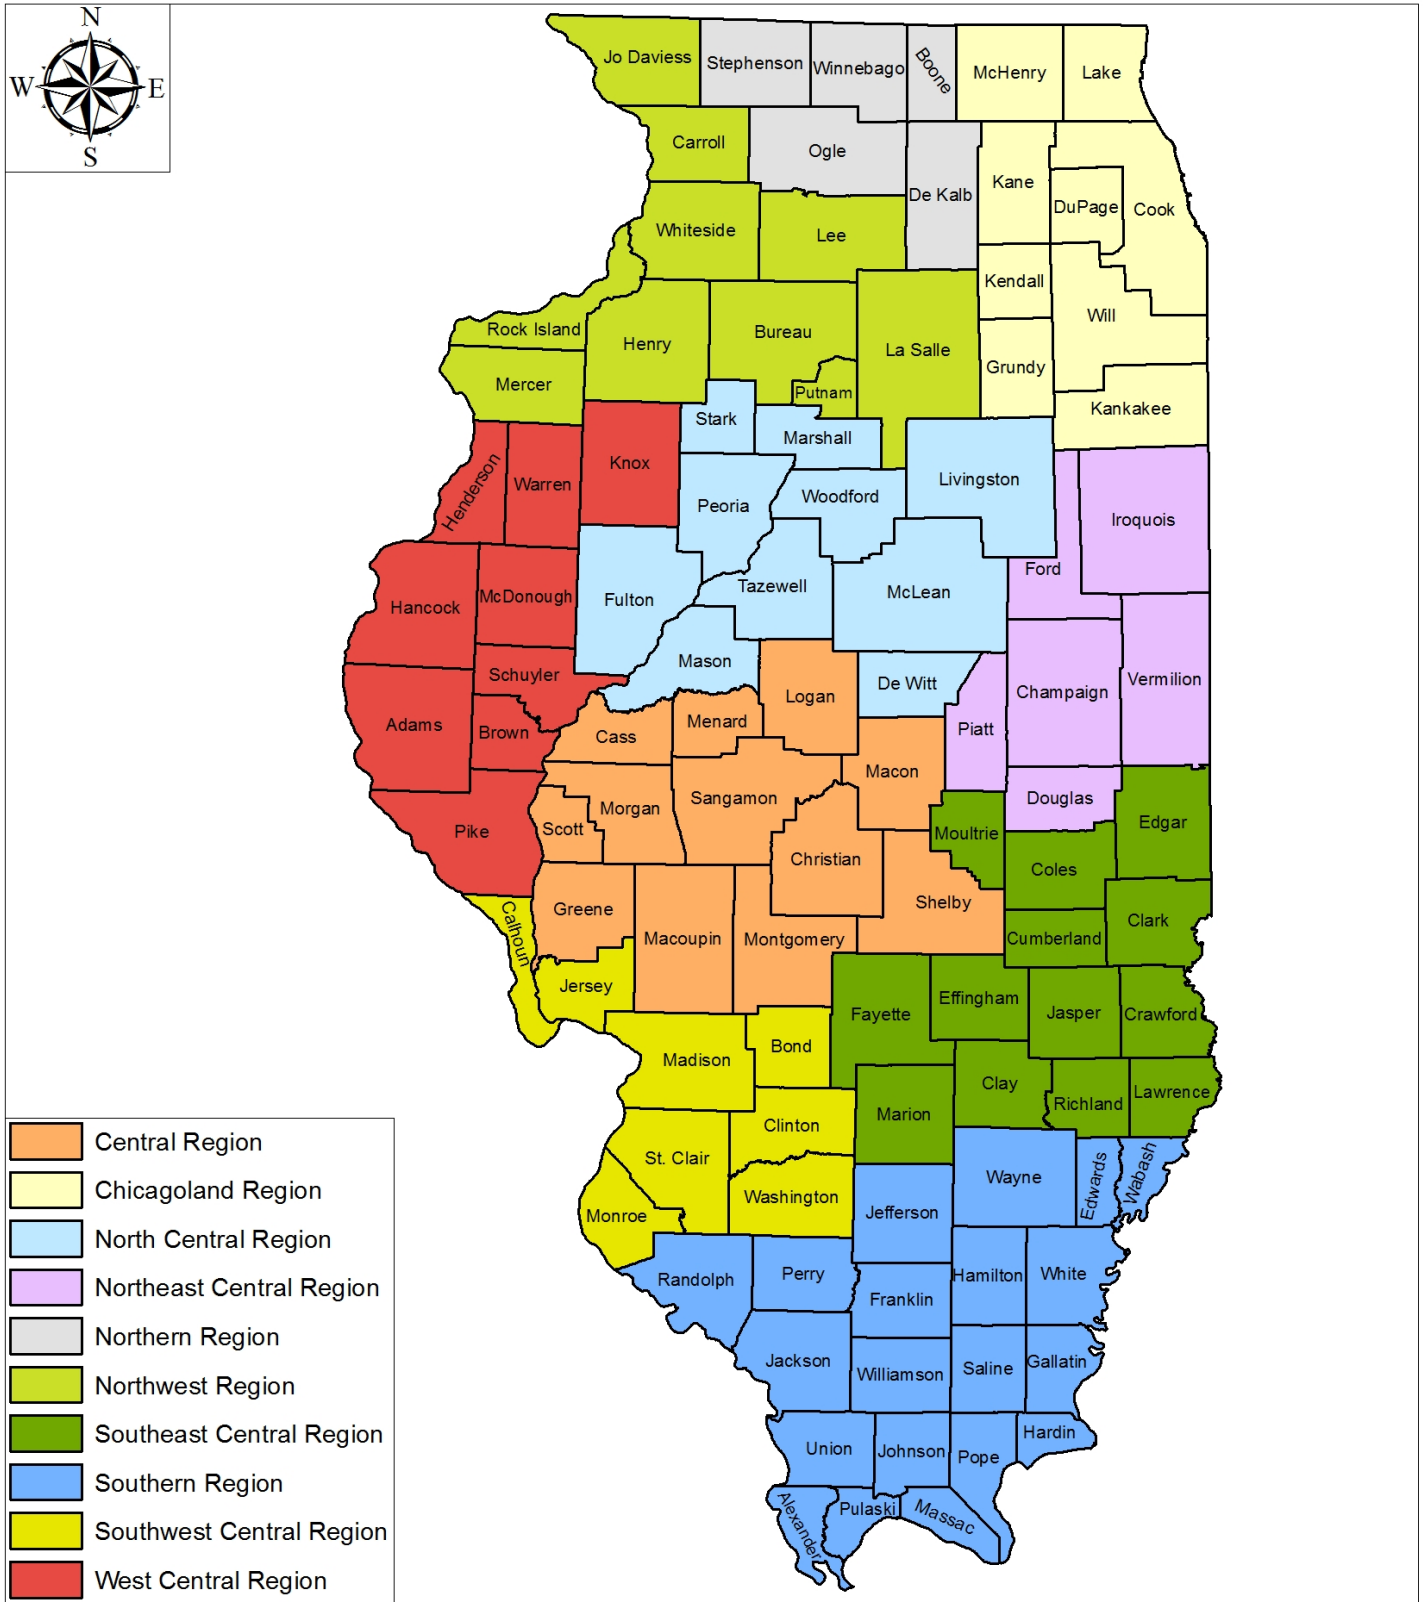 N
W E
S
Jo Daviess
Stephenson
Winnebago
Boone
McHenry
Lake
Carroll
Ogle
De Kalb
Kane
DuPage
Cook
Whiteside
Lee
Kendall
Will
Rock Island
Henry
Bureau
La Salle
Grundy
Mercer
Putnam
Kankakee
Stark
Marshall
Henderson
Warren
Knox
Peoria
Woodford
Livingston
Iroquois
Ford
Hancock
McDonough
Fulton
Tazewell
McLean
Schuyler
Mason
De Witt
Champaign
Vermilion
Adams
Brown
Cass
Menard
Logan
Piatt
Macon
Pike
Scott
Morgan
Sangamon
Douglas
Christian
Moultrie
Edgar
Coles
Calhoun
Greene
Macoupin
Montgomery
Shelby
Cumberland
Clark
Jersey
Fayette
Effingham
Jasper
Crawford
Madison
Bond
Clay
Richland
Lawrence
Clinton
Marion
St. Clair
Washington
Wayne
Edwards
Wabash
Monroe
Jefferson
Randolph
Perry
Franklin
Hamilton
White
Jackson
Williamson
Saline
Gallatin
Union
Johnson
Pope
Hardin
Alexander
Pulaski
Massac
Central Region
Chicagoland Region
North Central Region
Northeast Central Region
Northern Region
Northwest Region
Southeast Central Region
Southern Region
Southwest Central Region
West Central Region